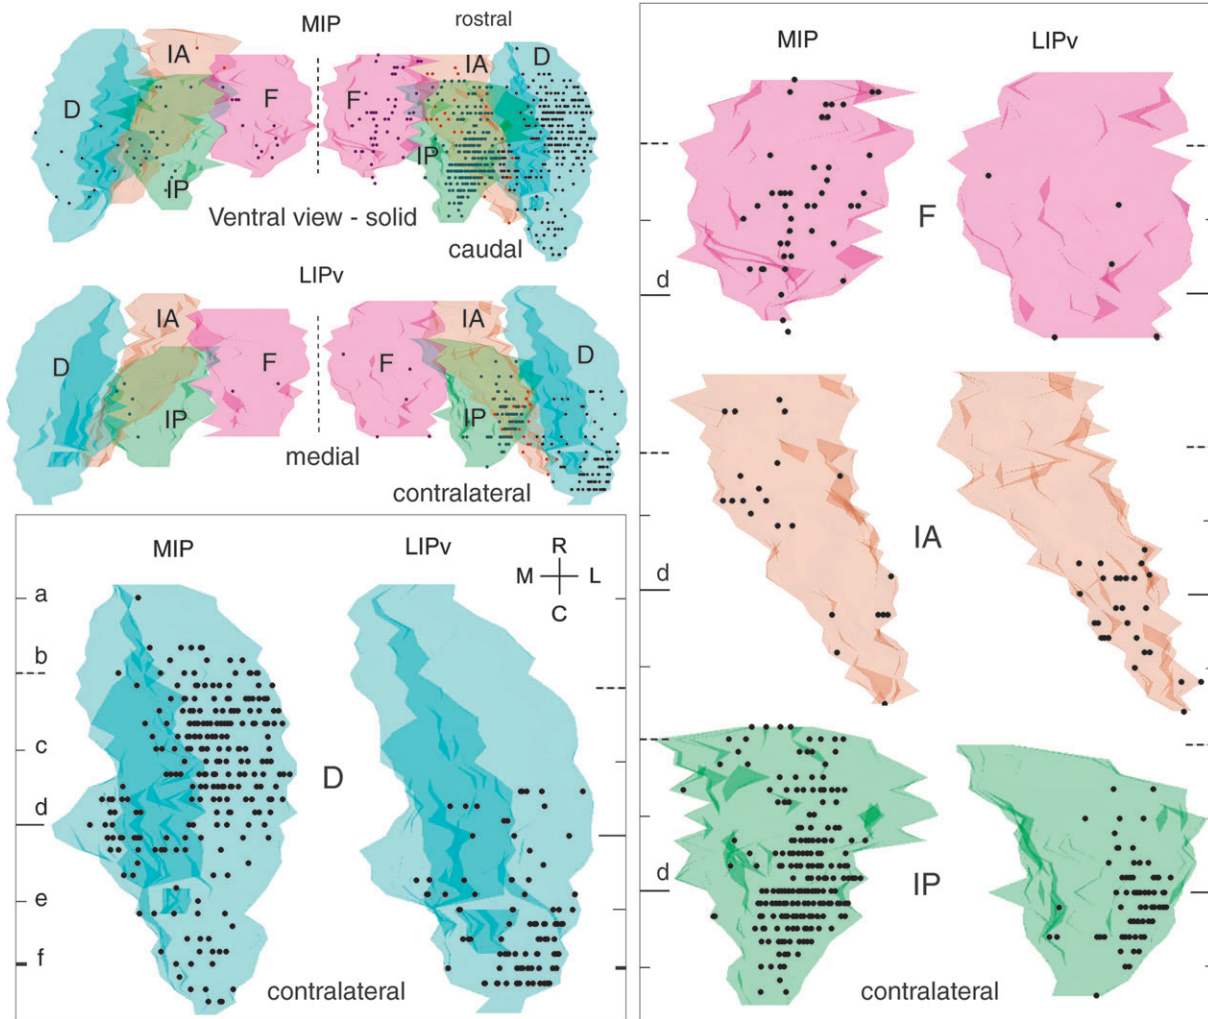 MIP
rostral
IA
D
IA
D
F
F
IP
IP
Ventral view - solid
caudal
LIPv
IA
IA
D
F
F
D
IP
IP
medial
contralateral
MIP
LIPv
R
M
L
C
a
b
c
D
d
e
f
contralateral
MIP
LIPv
F
d
IA
d
IP
d
contralateral